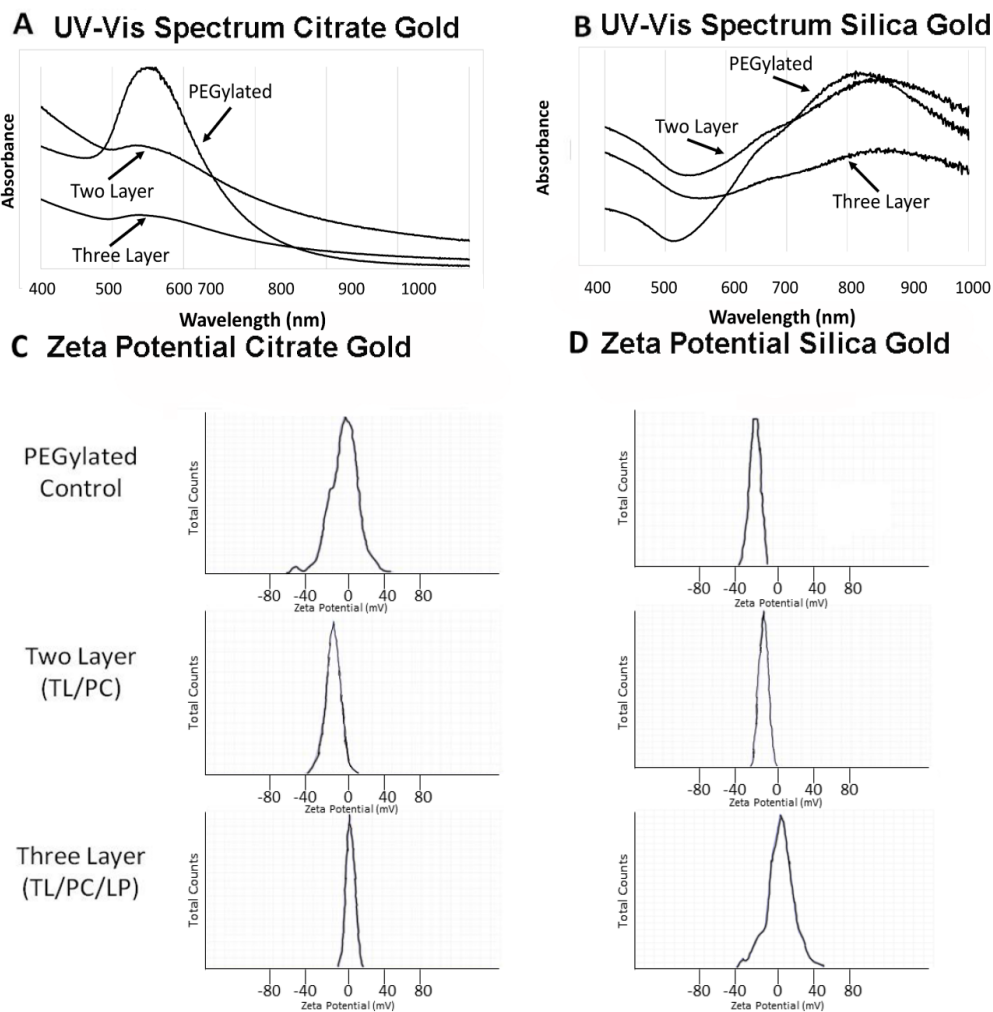 A UV-Vis Spectrum Citrate Gold
Absorbance
PEGylated
Two Layer
Three Layer
400 500 600 700 800 900 1000
Wavelength (nm)
B UV-Vis Spectrum Silica Gold
Absorbance
PEGylated
Two Layer
Three Layer
400 500 600 700 800 900 1000
Wavelength (nm)
C Zeta Potential Citrate Gold
D Zeta Potential Silica Gold
PEGylated
Control
Total Counts
-80 -40 0 40 80
Zeta Potential (mV)
Total Counts
-80 -40 0 40 80
Zeta Potential (mV)
Two Layer
(TL/PC)
Total Counts
-80 -40 0 40 80
Zeta Potential (mV)
Total Counts
-80 -40 0 40 80
Zeta Potential (mV)
Three Layer
(TL/PC/LP)
Total Counts
-80 -40 0 40 80
Zeta Potential (mV)
Total Counts
-80 -40 0 40 80
Zeta Potential (mV)